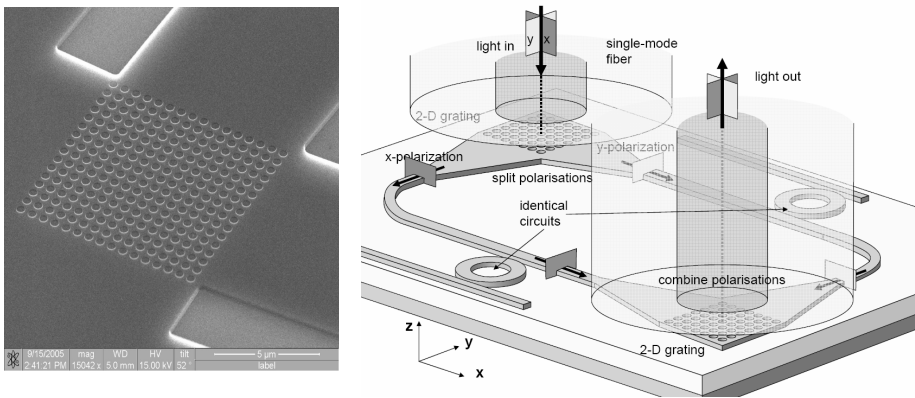 9/15/2005
2:41:21 PM
mag
15042 x
WD
5.0 mm
HV
15.00 kV
tilt
52 °
5 µm
label
y
x
light in
single-mode
fiber
light out
2-D grating
x-polarization
y-polarization
split polarisations
identical
circuits
combine polarisations
z
y
x
2-D grating